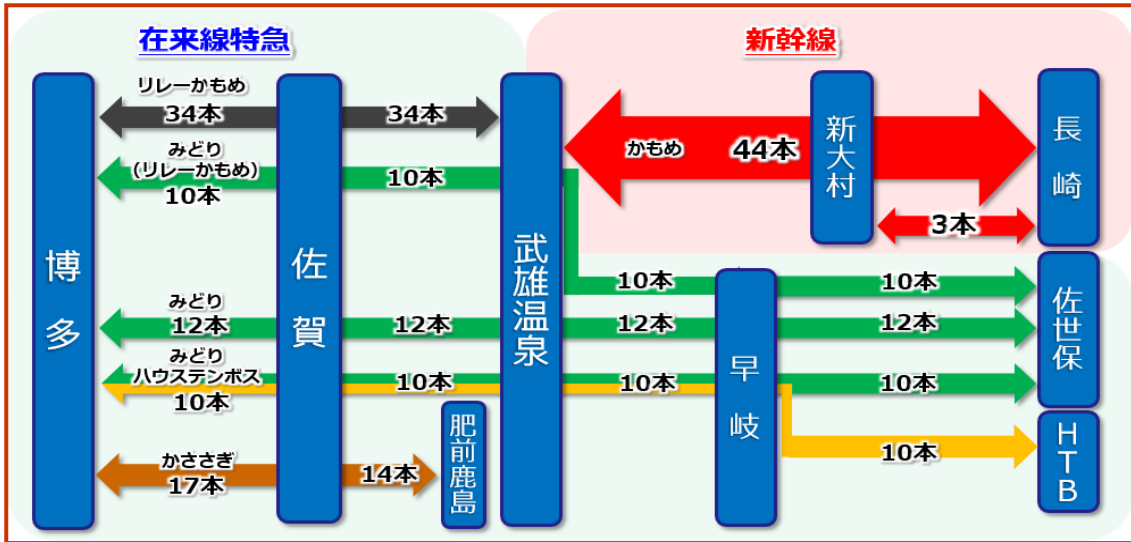 在来線特急
新幹線
博多
佐賀
武雄温泉
新大村
長崎
リレーかもめ
34本
34本
かもめ
44本
みどり
(リレーかもめ)
10本
10本
3本
10本
10本
みどり
12本
12本
12本
12本
みどり
ハウステンボス
10本
10本
10本
10本
早岐
佐世保
肥前鹿島
かささぎ
17本
14本
10本
HTB